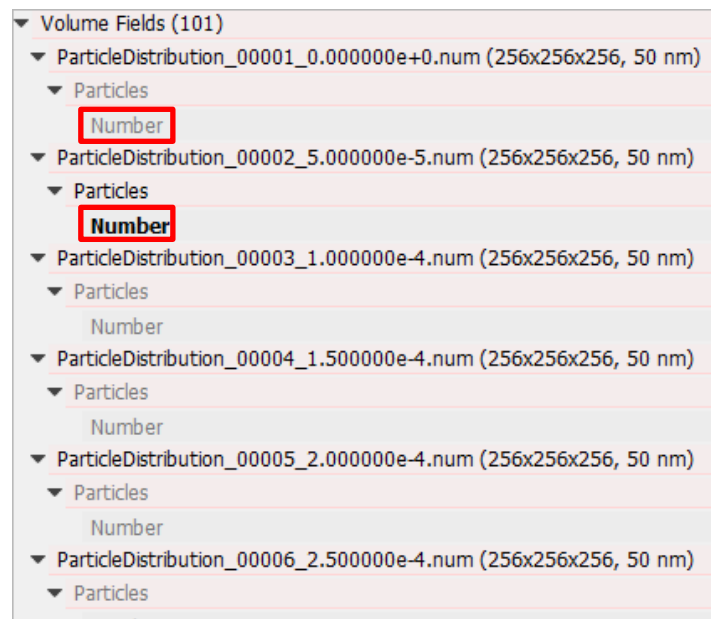 Volume Fields (101)
ParticleDistribution_00001_0.000000e+0.num (256x256x256, 50 nm)
Particles
Number
ParticleDistribution_00002_5.000000e-5.num (256x256x256, 50 nm)
Particles
Number
ParticleDistribution_00003_1.000000e-4.num (256x256x256, 50 nm)
Particles
Number
ParticleDistribution_00004_1.500000e-4.num (256x256x256, 50 nm)
Particles
Number
ParticleDistribution_00005_2.000000e-4.num (256x256x256, 50 nm)
Particles
Number
ParticleDistribution_00006_2.500000e-4.num (256x256x256, 50 nm)
Particles